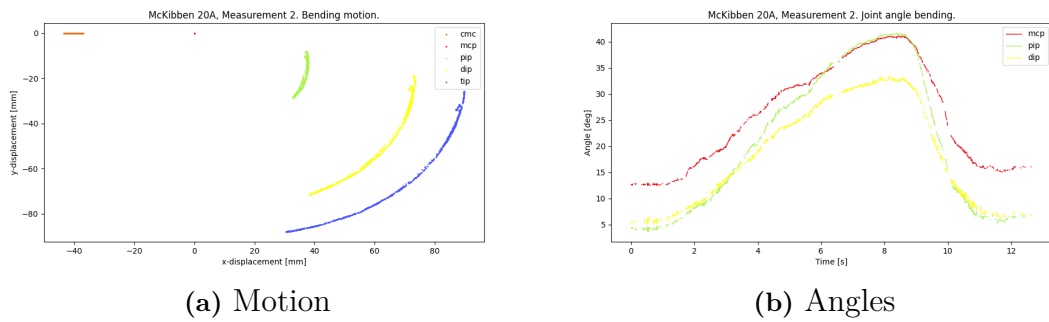 McKibben 20A, Measurement 2. Bending motion.
cmc
mcp
pip
dip
tip
0
−20
−40
−60
−80
y-displacement [mm]
−40
−20
0
20
40
60
80
x-displacement [mm]
(a) Motion
McKibben 20A, Measurement 2. Joint angle bending.
mcp
pip
dip
40
35
30
25
20
15
10
5
Angle [deg]
0
2
4
6
8
10
12
Time [s]
(b) Angles